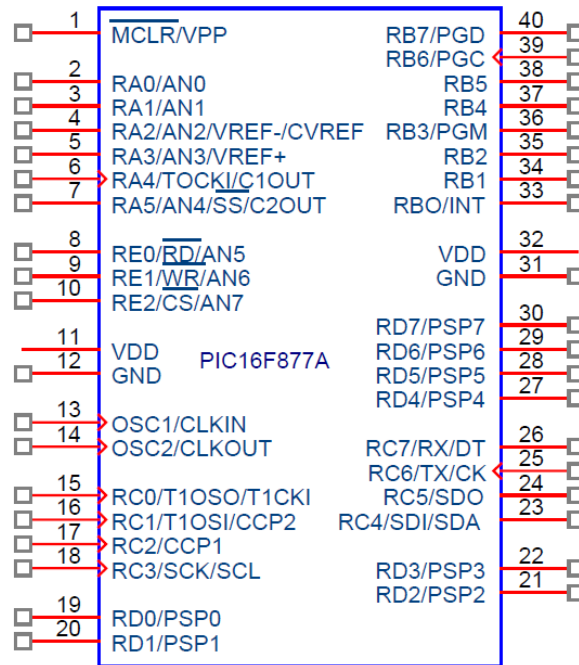 1 MCLR/VPP RB7/PGD 40
RB6/PGC 39
2 RA0/AN0 RB5 38
3 RA1/AN1 RB4 37
4 RA2/AN2/VREF-/CVREF RB3/PGM 36
5 RA3/AN3/VREF+ RB2 35
6 RA4/TOCKI/C1OUT RB1 34
7 RA5/AN4/SS/C2OUT RBO/INT 33
8 RE0/RD/AN5 VDD 32
9 RE1/WR/AN6 GND 31
10 RE2/CS/AN7
RD7/PSP7 30
11 VDD RD6/PSP6 29
12 GND PIC16F877A RD5/PSP5 28
RD4/PSP4 27
13 OSC1/CLKIN
14 OSC2/CLKOUT RC7/RX/DT 26
RC6/TX/CK 25
15 RC0/T1OSO/T1CKI RC5/SDO 24
16 RC1/T1OSI/CCP2 RC4/SDI/SDA 23
17 RC2/CCP1
18 RC3/SCK/SCL RD3/PSP3 22
RD2/PSP2 21
19 RD0/PSP0
20 RD1/PSP1